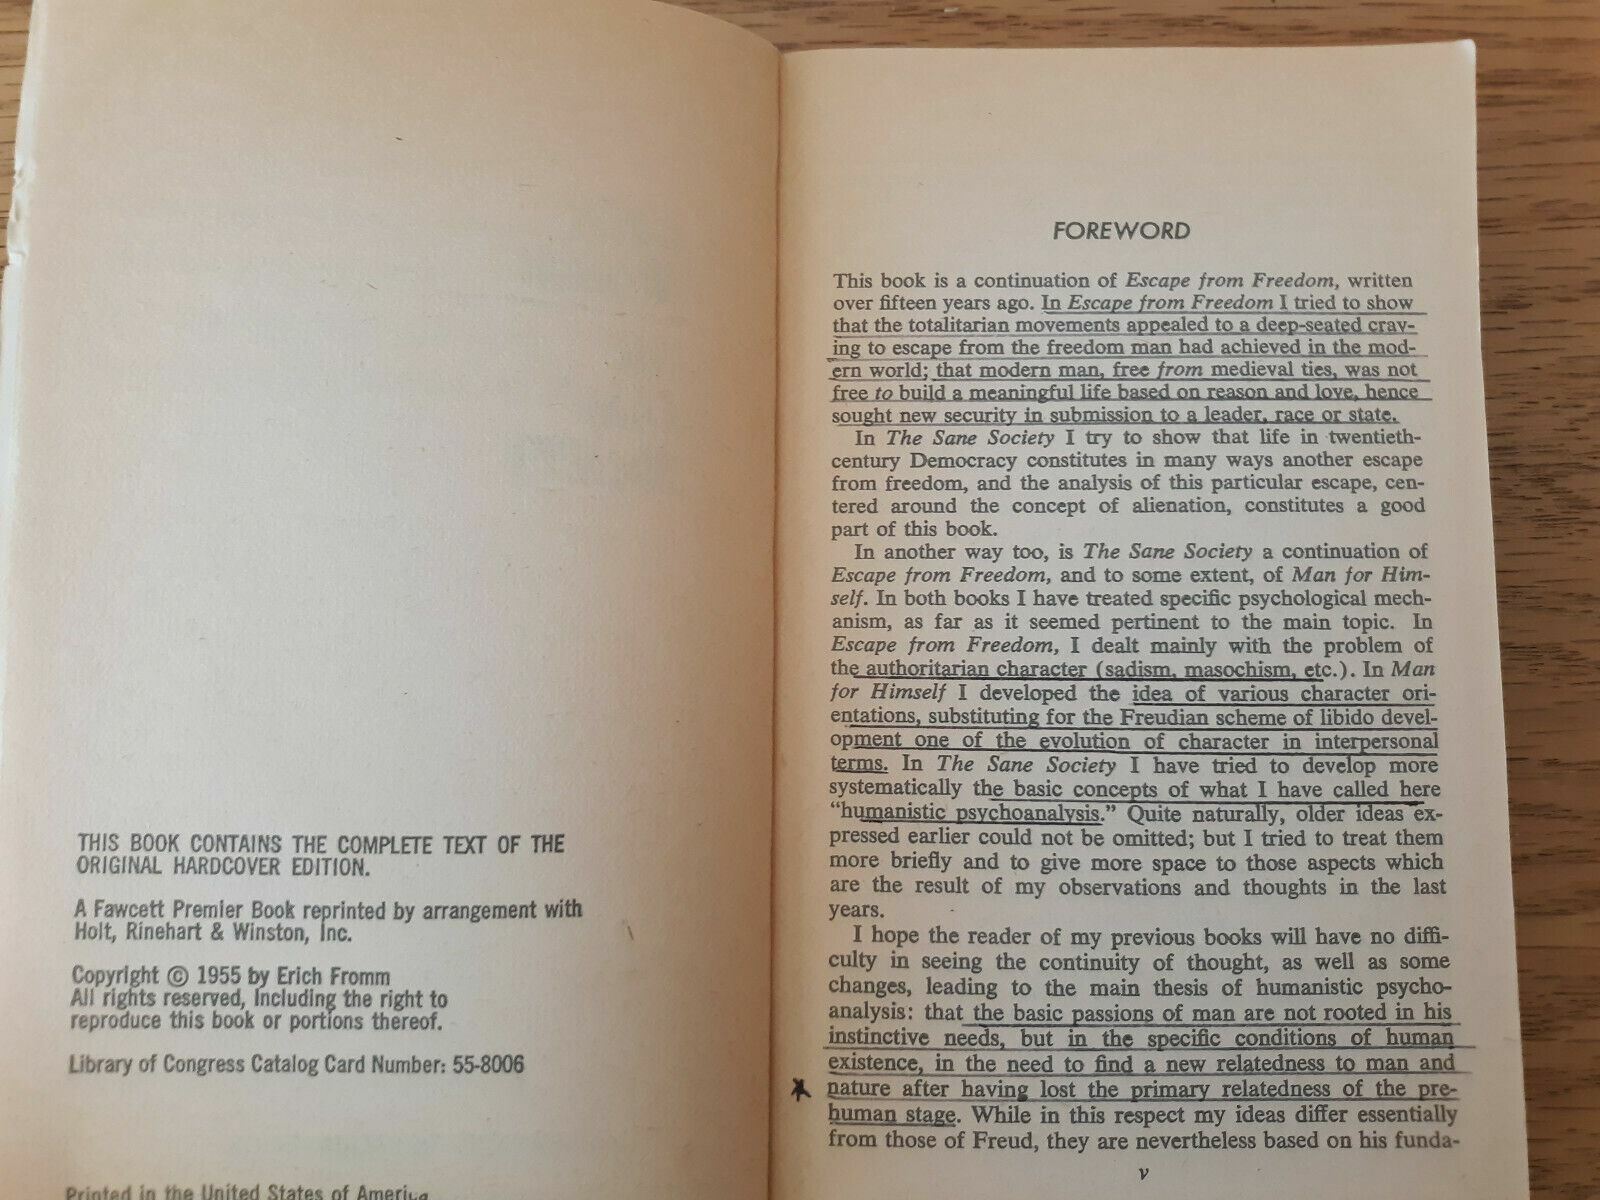 THIS BOOK CONTAINS THE COMPLETE TEXT OF THE
ORIGINAL HARDCOVER EDITION.
A Fawcett Premier Book reprinted by arrangement with
Holt, Rinehart & Winston, Inc.
Copyright © 1955 by Erich Fromm
All rights reserved, including the right to
reproduce this book or portions thereof.
Library of Congress Catalog Card Number: 55-8006
Printed in the United States of America
FOREWORD
This book is a continuation of Escape from Freedom, written
over fifteen years ago. In Escape from Freedom I tried to show
that the totalitarian movements appealed to a deep-seated crav-
ing to escape from the freedom man had achieved in the mod-
ern world; that modern man, free from medieval ties, was not
free to build a meaningful life based on reason and love, hence
sought new security in submission to a leader, race or state.
In The Sane Society I try to show that life in twentieth-
century Democracy constitutes in many ways another escape
from freedom, and the analysis of this particular escape, cen-
tered around the concept of alienation, constitutes a good
part of this book.
In another way too, is The Sane Society a continuation of
Escape from Freedom, and to some extent, of Man for Him-
self. In both books I have treated specific psychological mech-
anism, as far as it seemed pertinent to the main topic. In
Escape from Freedom, I dealt mainly with the problem of
the authoritarian character (sadism, masochism, etc.). In Man
for Himself I developed the idea of various character ori-
entations, substituting for the Freudian scheme of libido devel-
opment one of the evolution of character in interpersonal
terms. In The Sane Society I have tried to develop more
systematically the basic concepts of what I have called here
“humanistic psychoanalysis.” Quite naturally, older ideas ex-
pressed earlier could not be omitted; but I tried to treat them
more briefly and to give more space to those aspects which
are the result of my observations and thoughts in the last
years.
I hope the reader of my previous books will have no diffi-
culty in seeing the continuity of thought, as well as some
changes, leading to the main thesis of humanistic psycho-
analysis: that the basic passions of man are not rooted in his
instinctive needs, but in the specific conditions of human
existence, in the need to find a new relatedness to man and
nature after having lost the primary relatedness of the pre-
human stage. While in this respect my ideas differ essentially
from those of Freud, they are nevertheless based on his funda-
v